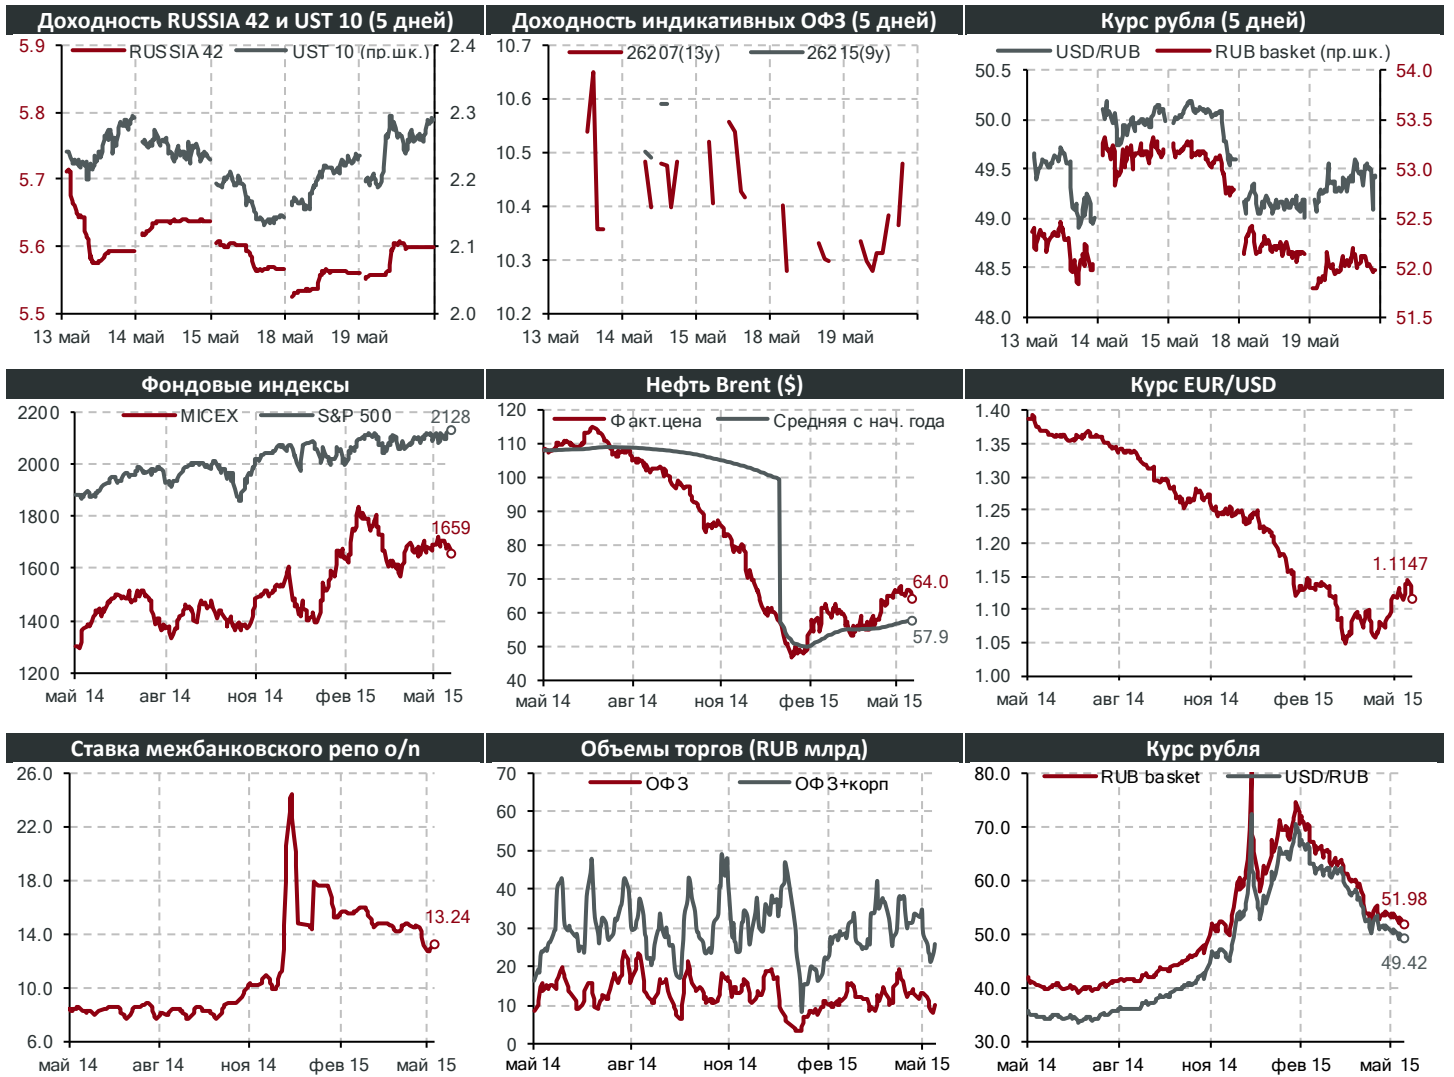 Доходность RUSSIA 42 и UST 10 (5 дней)
RUSSIA 42
UST 10 (пр.шк.)
5.9
5.8
5.7
5.6
5.5
2.4
2.3
2.2
2.1
2.0
13 май 14 май 15 май 18 май 19 май
Доходность индикативных ОФЗ (5 дней)
26207(13y)
26215(9y)
10.7
10.6
10.5
10.4
10.3
10.2
13 май 14 май 15 май 18 май 19 май
Курс рубля (5 дней)
USD/RUB
RUB basket (пр.шк.)
50.5
50.0
49.5
49.0
48.5
48.0
54.0
53.5
53.0
52.5
52.0
51.5
13 май 14 май 15 май 18 май 19 май
Фондовые индексы
MICEX
S&P 500
2128
1659
2200
2000
1800
1600
1400
1200
май 14 авг 14 ноя 14 фев 15 май 15
Нефть Brent ($)
Факт.цена
Средняя с нач. года
64.0
57.9
120
110
100
90
80
70
60
50
40
май 14 авг 14 ноя 14 фев 15 май 15
Курс EUR/USD
1.1147
1.40
1.35
1.30
1.25
1.20
1.15
1.10
1.05
1.00
май 14 авг 14 ноя 14 фев 15 май 15
Ставка межбанковского репо o/n
13.24
26.0
22.0
18.0
14.0
10.0
6.0
май 14 авг 14 ноя 14 фев 15 май 15
Объемы торгов (RUB млрд)
ОФЗ
ОФЗ+корп
70
60
50
40
30
20
10
0
май 14 авг 14 ноя 14 фев 15 май 15
Курс рубля
RUB basket
USD/RUB
51.98
49.42
80.0
70.0
60.0
50.0
40.0
30.0
май 14 ноя 14 фев 15 май 15
авг 14